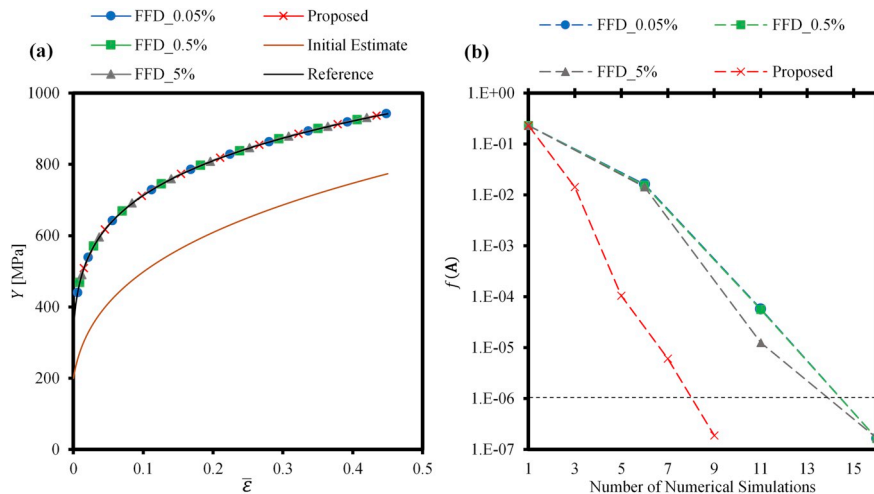 (a)
FFD_0.05%
Proposed
FFD_0.5%
Initial Estimate
FFD_5%
Reference
1000
800
600
400
200
0
Y [MPa]
0 0.1 0.2 0.3 0.4 0.5
ε̅
(b)
FFD_0.05%
FFD_0.5%
FFD_5%
Proposed
1.E+00
1.E-01
1.E-02
1.E-03
1.E-04
1.E-05
1.E-06
1.E-07
f(A)
1 3 5 7 9 11 13 15
Number of Numerical Simulations